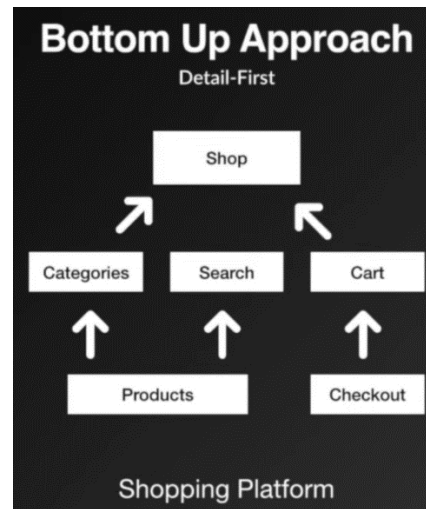 Bottom Up Approach
Detail-First
Shop
Categories
Search
Cart
Products
Checkout
Shopping Platform